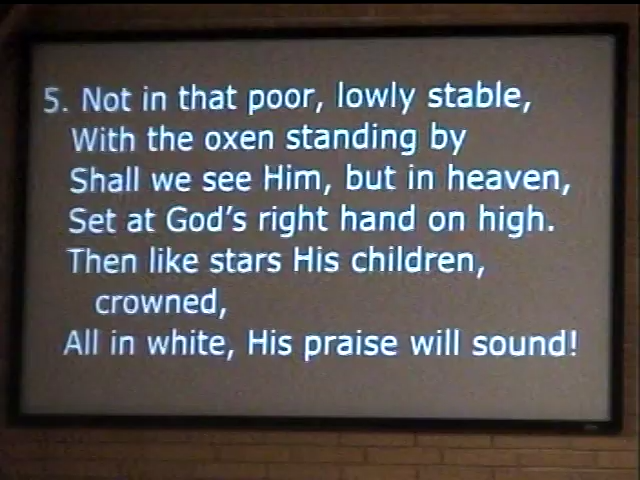 5. Not in that poor, lowly stable,
With the oxen standing by
Shall we see Him, but in heaven,
Set at God's right hand on high.
Then like stars His children,
crowned,
All in white, His praise will sound!